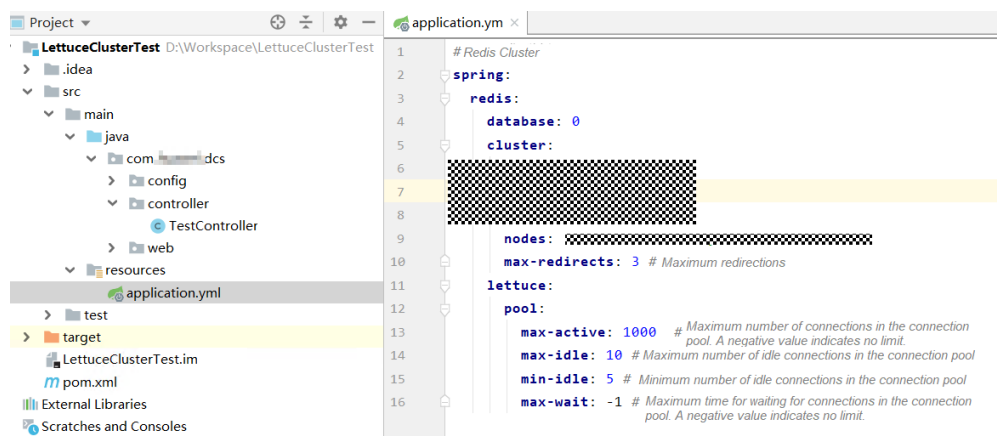 Project
LettuceClusterTest D:\Workspace\LettuceClusterTest
.idea
src
main
java
com. dcs
config
controller
TestController
web
resources
application.yml
test
target
LettuceClusterTest.im
pom.xml
External Libraries
Scratches and Consoles
application.ym
1 # Redis Cluster
2 spring:
3 redis:
4 database: 0
5 cluster:
6
7
8
9 nodes:
10 max-redirects: 3 # Maximum redirections
11 lettuce:
12 pool:
13 max-active: 1000 # Maximum number of connections in the connection
pool. A negative value indicates no limit.
14 max-idle: 10 # Maximum number of idle connections in the connection pool
15 min-idle: 5 # Minimum number of idle connections in the connection pool
16 max-wait: -1 # Maximum time for waiting for connections in the connection
pool. A negative value indicates no limit.